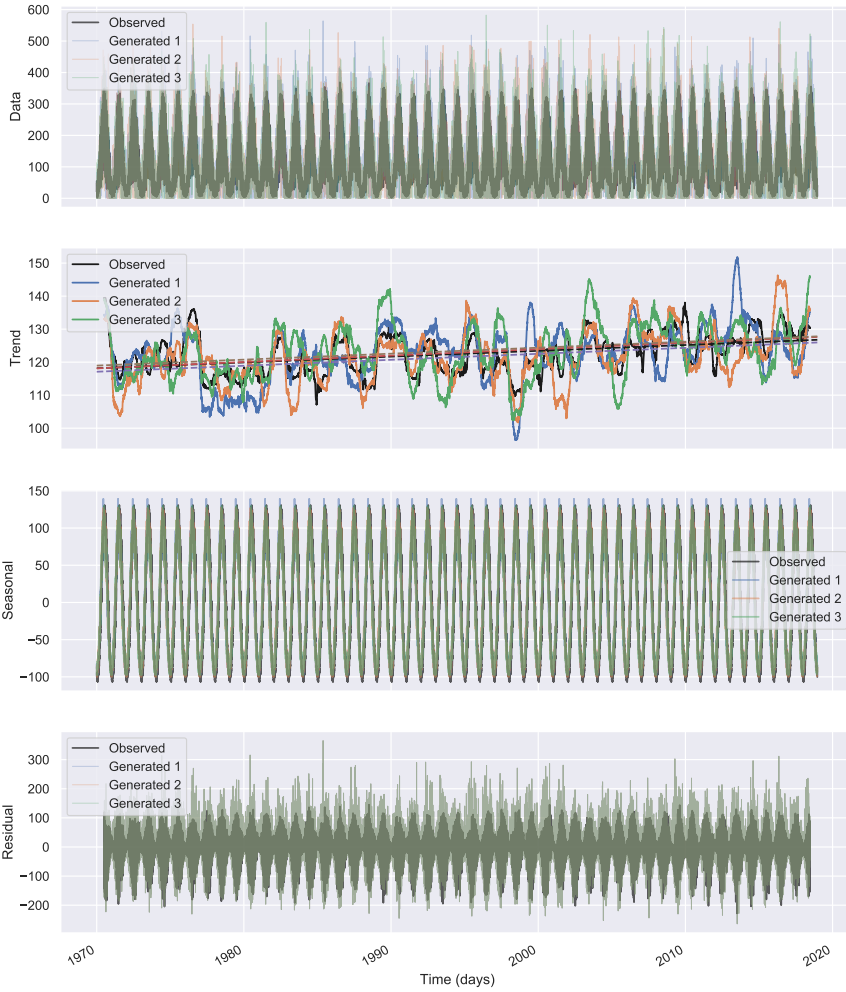 600
500
400
300
200
100
0
Data
Observed
Generated 1
Generated 2
Generated 3
150
140
130
120
110
100
Trend
Observed
Generated 1
Generated 2
Generated 3
150
100
50
0
−50
−100
Seasonal
Observed
Generated 1
Generated 2
Generated 3
300
200
100
0
−100
−200
Residual
Observed
Generated 1
Generated 2
Generated 3
1970
1980
1990
2000
2010
2020
Time (days)